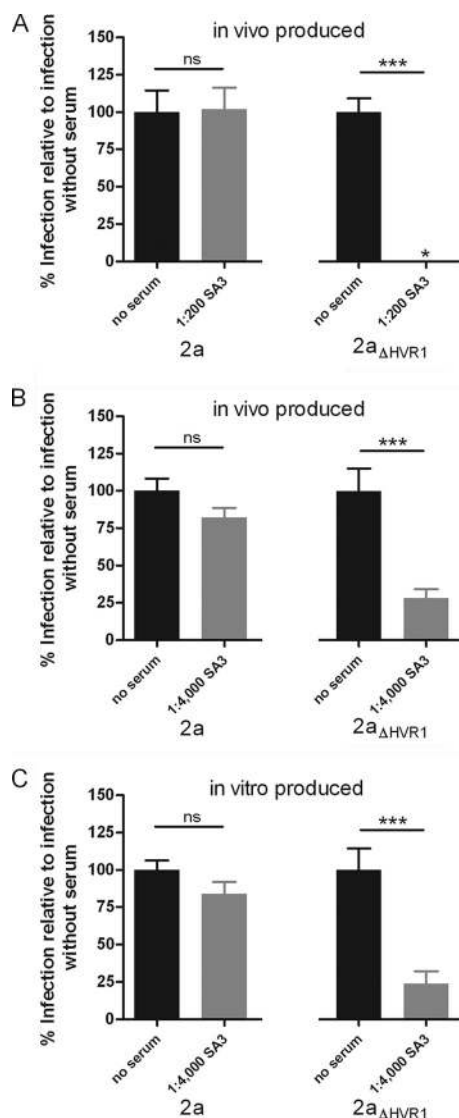 A
in vivo produced
% Infection relative to infection
without serum
150
125
100
75
50
25
0
ns
***
*
no serum
1:200 SA3
no serum
1:200 SA3
2a
2aΔHVR1
B
in vivo produced
% Infection relative to infection
without serum
150
125
100
75
50
25
0
ns
***
no serum
1:4,000 SA3
no serum
1:4,000 SA3
2a
2aΔHVR1
C
in vitro produced
% Infection relative to infection
without serum
150
125
100
75
50
25
0
ns
***
no serum
1:4,000 SA3
no serum
1:4,000 SA3
2a
2aΔHVR1